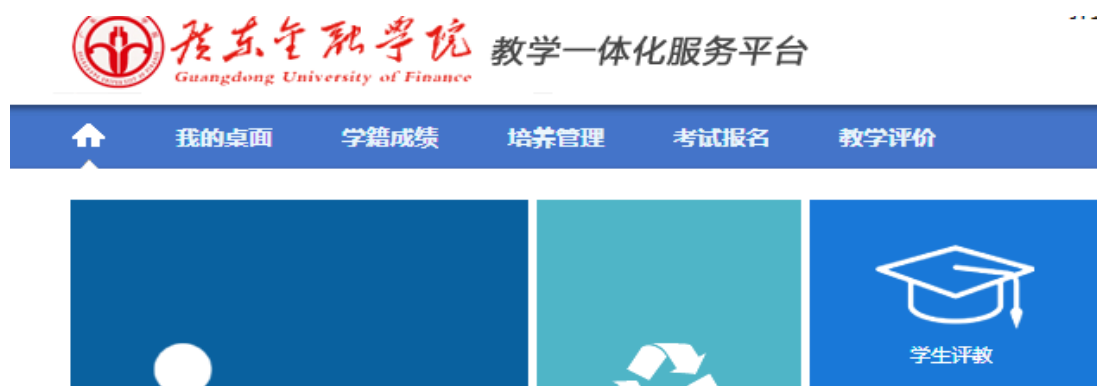 广东金融学院
Guangdong University of Finance
教学一体化服务平台
我的桌面 学籍成绩 培养管理 考试报名 教学评价
学生评教